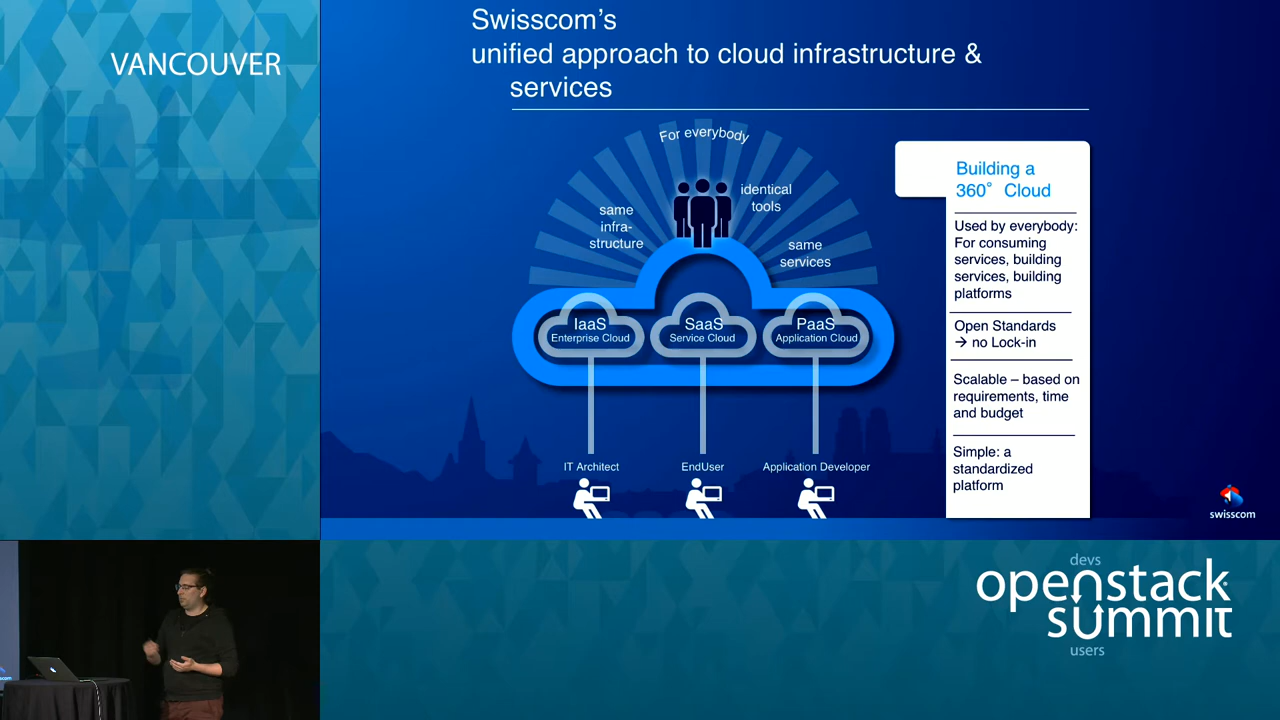 VANCOUVER
Swisscom's
unified approach to cloud infrastructure &
services
For everybody
identical
tools
same
infra-
structure
same
services
IaaS
Enterprise Cloud
SaaS
Service Cloud
PaaS
Application Cloud
IT Architect
EndUser
Application Developer
Building a
360° Cloud
Used by everybody:
For consuming
services, building
services, building
platforms
Open Standards
→ no Lock-in
Scalable – based on
requirements, time
and budget
Simple: a
standardized
platform
swisscom
devs
openstack
summit
users